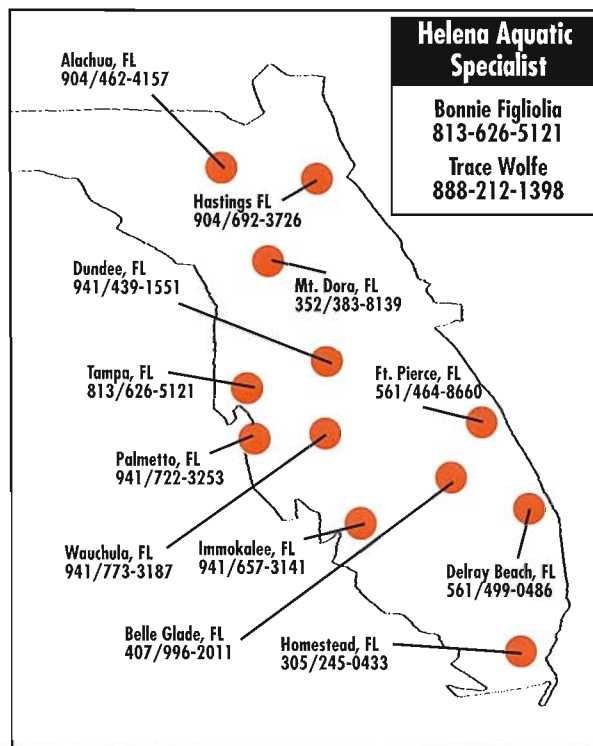 Helena Aquatic
Specialist
Bonnie Figliolia
813-626-5121
Trace Wolfe
888-212-1398
Alachua, FL
904/462-4157
Hastings FL
904/692-3726
Mt. Dora, FL
352/383-8139
Dundee, FL
941/439-1551
Tampa, FL
813/626-5121
Ft. Pierce, FL
561/464-8660
Palmetto, FL
941/722-3253
Wauchula, FL
941/773-3187
Immokalee, FL
941/657-3141
Delray Beach, FL
561/499-0486
Belle Glade, FL
407/996-2011
Homestead, FL
305/245-0433